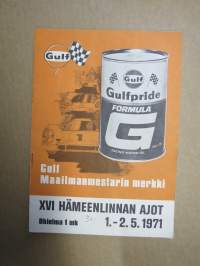 Gulf
Gulf
Gulfpride
FORMULA
G
Gulf
Maailmanmestarin merkki
XVI HÄMEENLINNAN AJOT
Ohjelma 1 mk
1.-2.5.1971